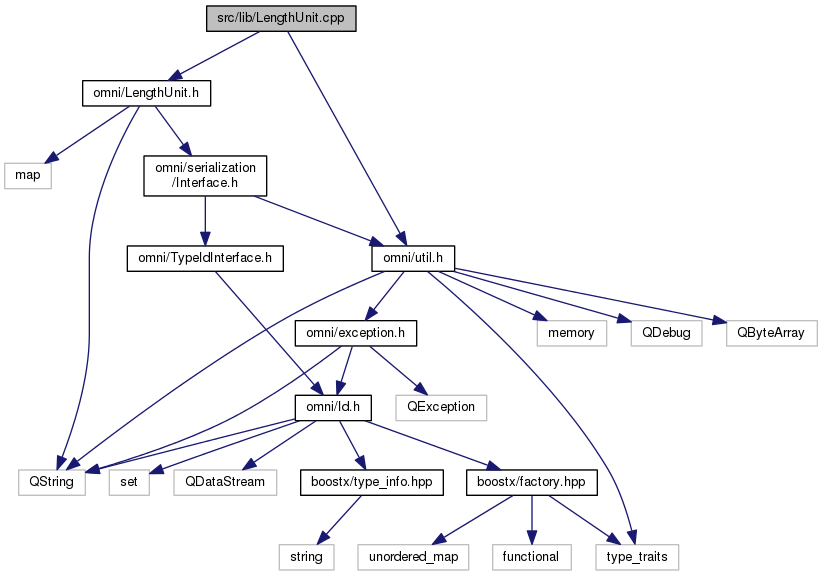 src/lib/LengthUnit.cpp
omni/LengthUnit.h
map
omni/serialization
/Interface.h
omni/TypeIdInterface.h
omni/util.h
omni/exception.h
memory
QDebug
QByteArray
omni/Id.h
QException
QString
set
QDataStream
boostx/type_info.hpp
boostx/factory.hpp
string
unordered_map
functional
type_traits